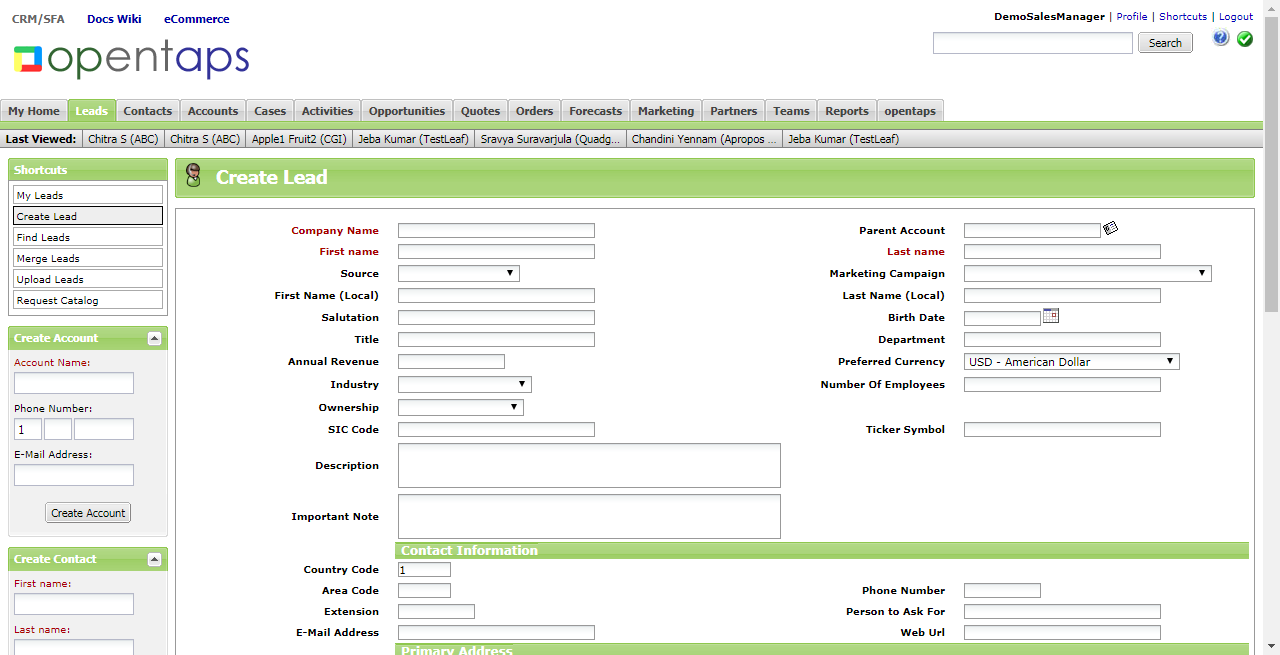 CRM/SFA Docs Wiki eCommerce
DemoSalesManager | Profile | Shortcuts | Logout
opentaps
Search
My Home Leads Contacts Accounts Cases Activities Opportunities Quotes Orders Forecasts Marketing Partners Teams Reports opentaps
Last Viewed: Chitra S (ABC) Chitra S (ABC) Apple1 Fruit2 (CGI) Jeba Kumar (TestLeaf) Sravya Suravarjula (Quadg... Chandini Yennam (Apropos ... Jeba Kumar (TestLeaf)
Shortcuts
My Leads
Create Lead
Find Leads
Merge Leads
Upload Leads
Request Catalog
Create Account
Account Name:
Phone Number:
1
E-Mail Address:
Create Account
Create Contact
First name:
Last name:
Create Lead
Company Name Parent Account
First name Last name
Source Marketing Campaign
First Name (Local) Last Name (Local)
Salutation Birth Date
Title Department
Annual Revenue Preferred Currency USD - American Dollar
Industry Number Of Employees
Ownership
SIC Code Ticker Symbol
Description
Important Note
Contact Information
Country Code 1
Area Code Phone Number
Extension Person to Ask For
E-Mail Address Web Url
Primary Address